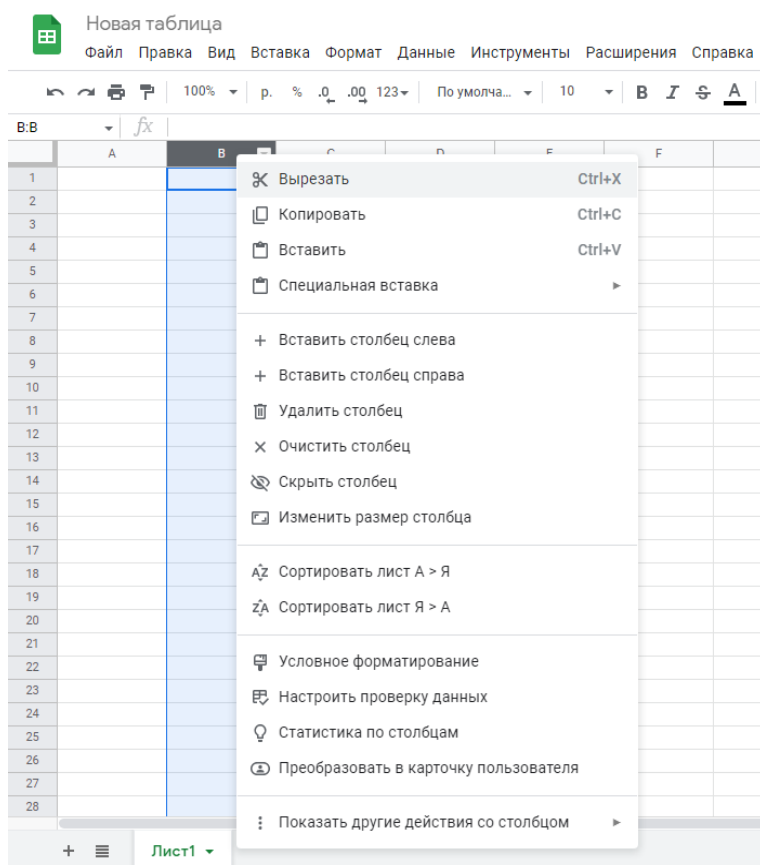 Новая таблица
Файл Правка Вид Вставка Формат Данные Инструменты Расширения Справка
100% р. % .0 .00 123 По умолча... 10 B I S A
B:B fx
A B C D E F
1
2
3
4
5
6
7
8
9
10
11
12
13
14
15
16
17
18
19
20
21
22
23
24
25
26
27
28
Вырезать Ctrl+X
Копировать Ctrl+C
Вставить Ctrl+V
Специальная вставка
Вставить столбец слева
Вставить столбец справа
Удалить столбец
Очистить столбец
Скрыть столбец
Изменить размер столбца
Сортировать лист А > Я
Сортировать лист Я > А
Условное форматирование
Настроить проверку данных
Статистика по столбцам
Преобразовать в карточку пользователя
Показать другие действия со столбцом
Лист1